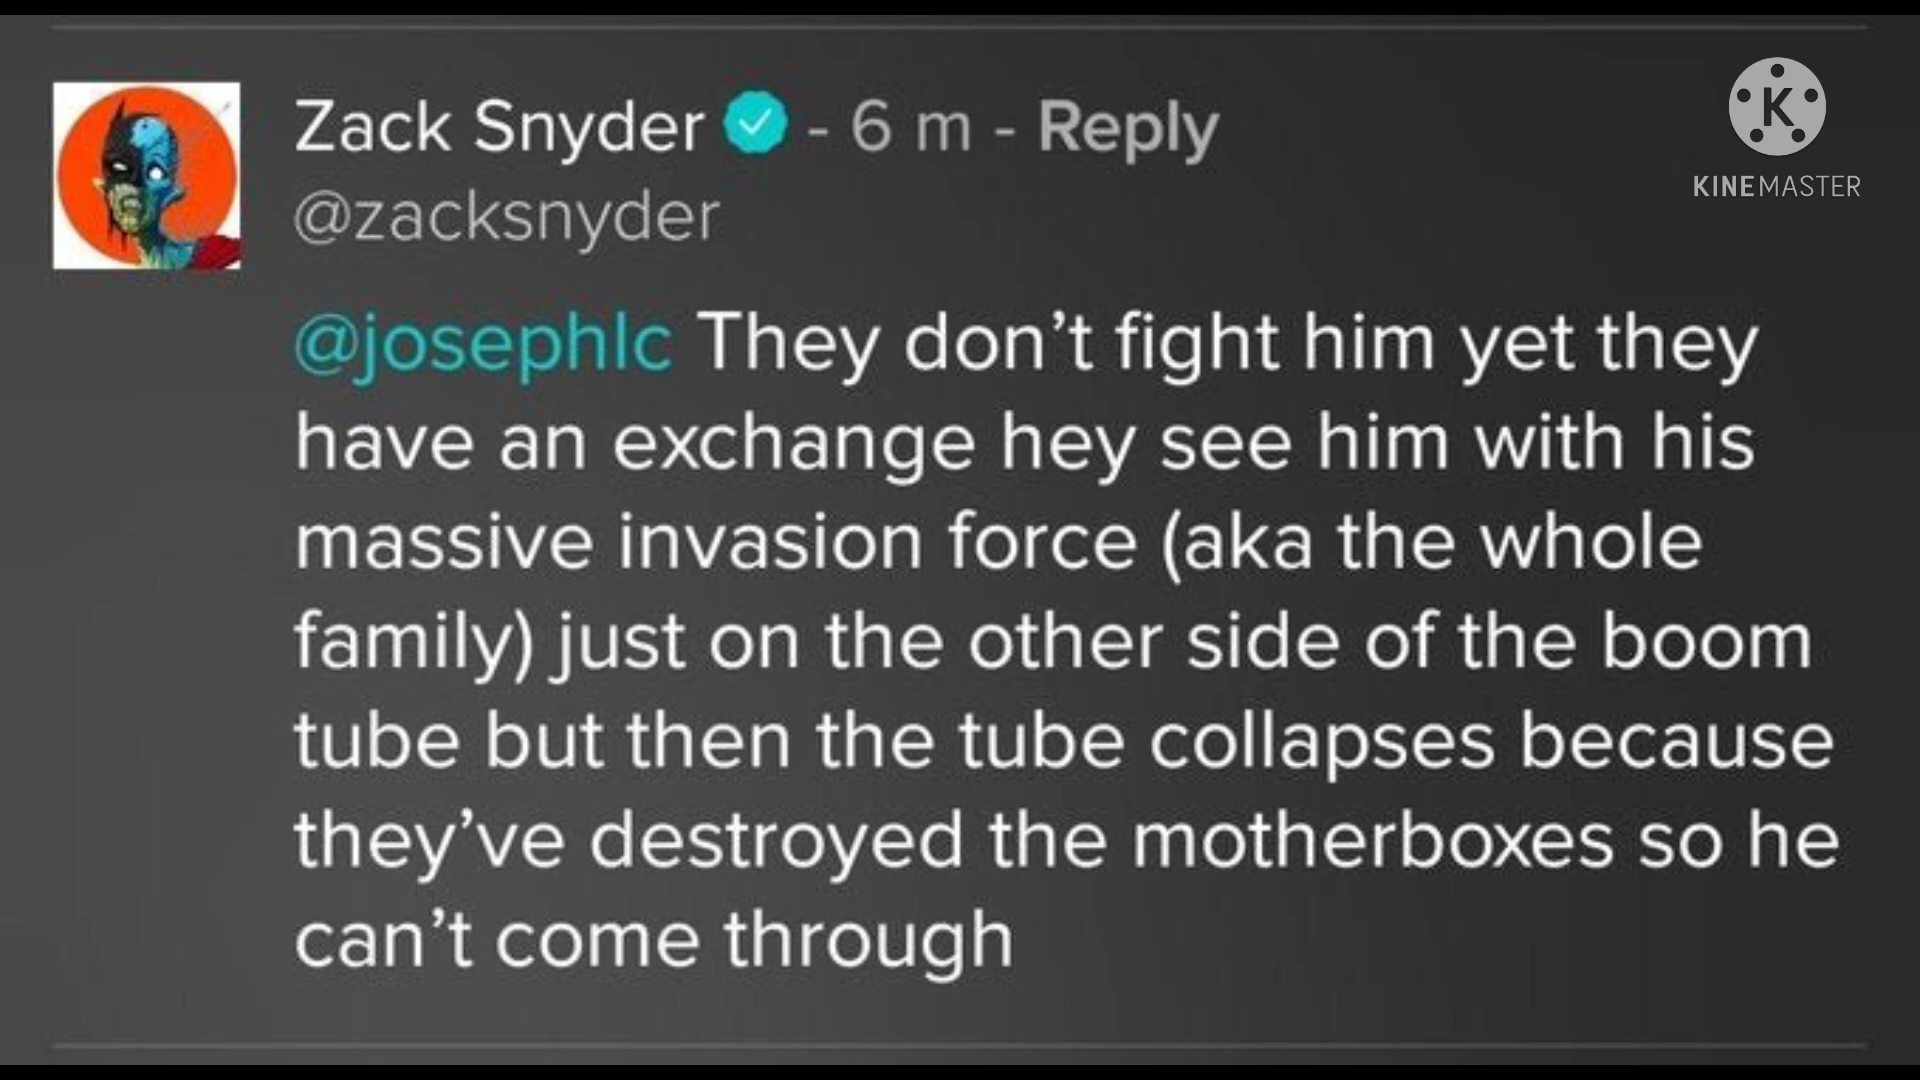 Zack Snyder - 6 m - Reply
@zacksnyder
@josephlc They don't fight him yet they
have an exchange hey see him with his
massive invasion force (aka the whole
family) just on the other side of the boom
tube but then the tube collapses because
they've destroyed the motherboxes so he
can't come through
K
KINEMASTER